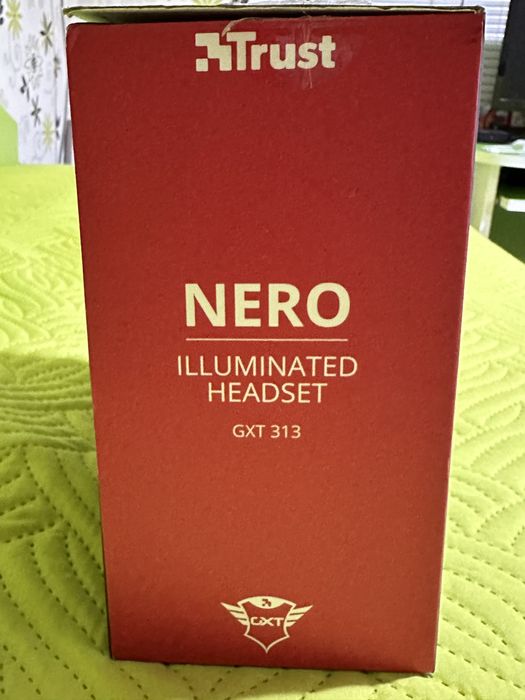 Trust
NERO
ILLUMINATED
HEADSET
GXT 313
GXT